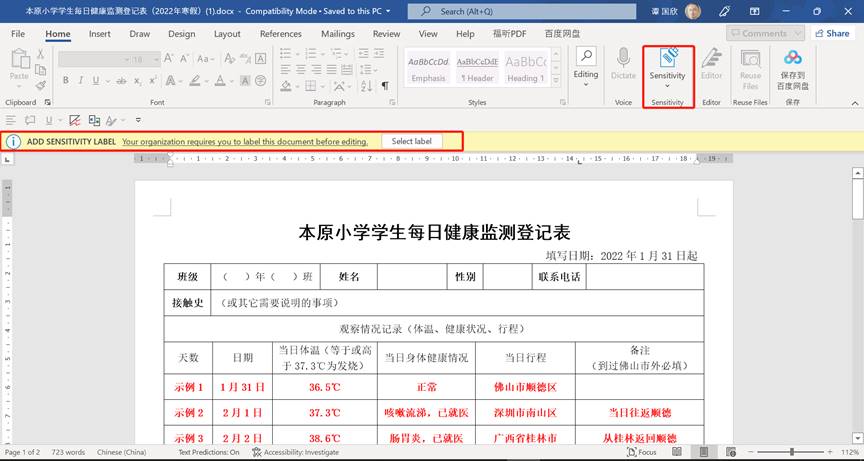 本原小学学生每日健康监测登记表（2022年寒假）(1).docx - Compatibility Mode • Saved to this PC
Search (Alt+Q)
谭 国欣
File Home Insert Draw Design Layout References Mailings Review View Help 福昕PDF 百度网盘
Comments Share
Paste
Clipboard
18
Font
Paragraph
AaBbCcDd. AaBbCcDdE AaBbCc
Emphasis ¶ Header Heading 1
Styles
Editing
Dictate
Voice
Sensitivity
Sensitivity
Editor
Editor
Reuse Files
Reuse Files
保存到百度网盘
保存
ADD SENSITIVITY LABEL Your organization requires you to label this document before editing. Select label
本原小学学生每日健康监测登记表
填写日期：2022 年 1 月 31 日起
班级 （ ）年（ ）班 姓名 性别 联系电话
接触史 （或其它需要说明的事项）
观察情况记录（体温、健康状况、行程）
天数 日期 当日体温（等于或高于 37.3℃为发烧） 当日身体健康情况 当日行程 备注（到过佛山市外必填）
示例 1 1 月 31 日 36.5℃ 正常 佛山市顺德区
示例 2 2 月 1 日 37.3℃ 咳嗽流涕，已就医 深圳市南山区 当日往返顺德
示例 3 2 月 2 日 38.6℃ 肠胃炎，已就医 广西省桂林市 从桂林返回顺德
Page 1 of 2 723 words Chinese (China) Text Predictions: On Accessibility: Investigate Focus 112%